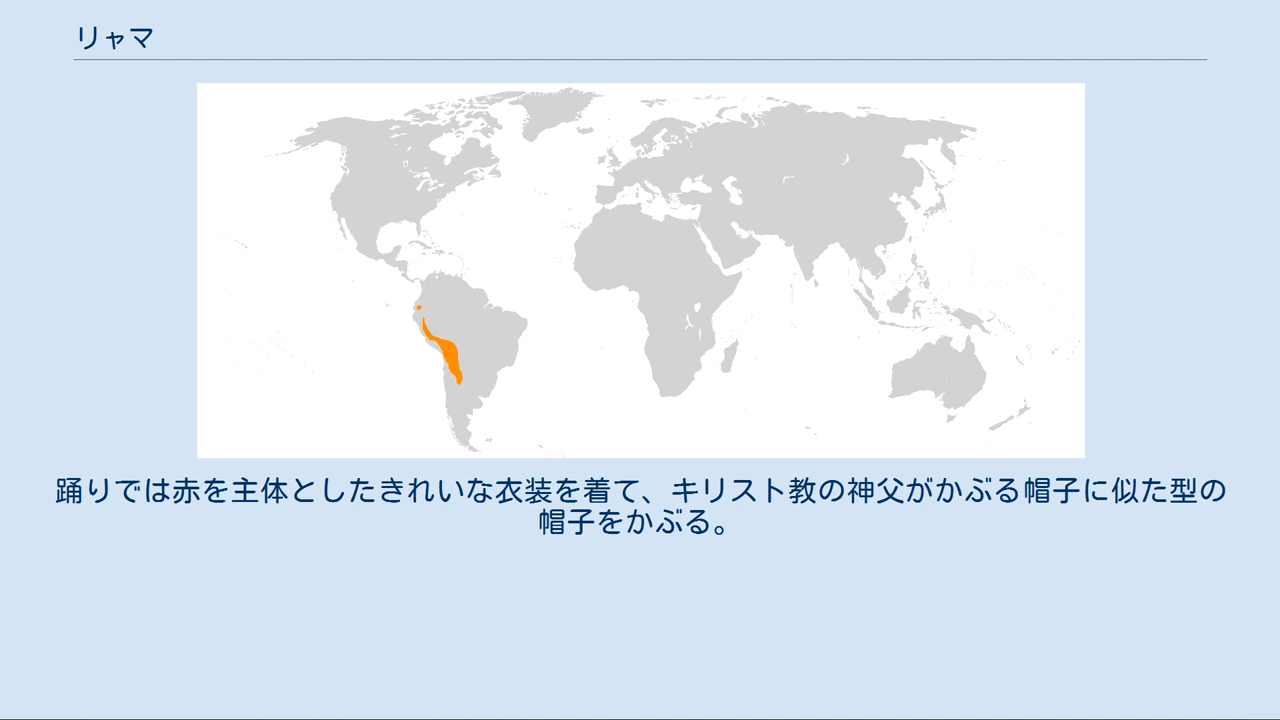 リャマ
踊りでは赤を主体としたきれいな衣装を着て、キリスト教の神父がかぶる帽子に似た型の
帽子をかぶる。